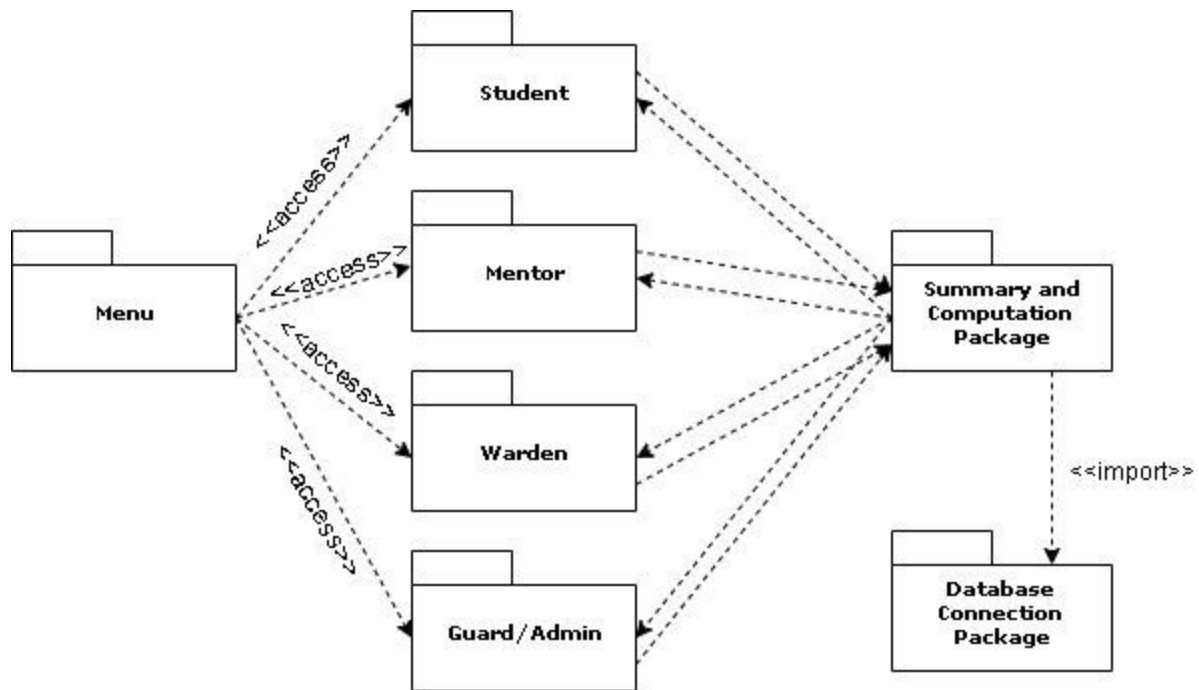 Student
<<access>>
Mentor
<<access>>
Menu
Summary and
Computation
Package
<<access>>
Warden
<<import>>
<<access>>
Database
Connection
Package
Guard/Admin